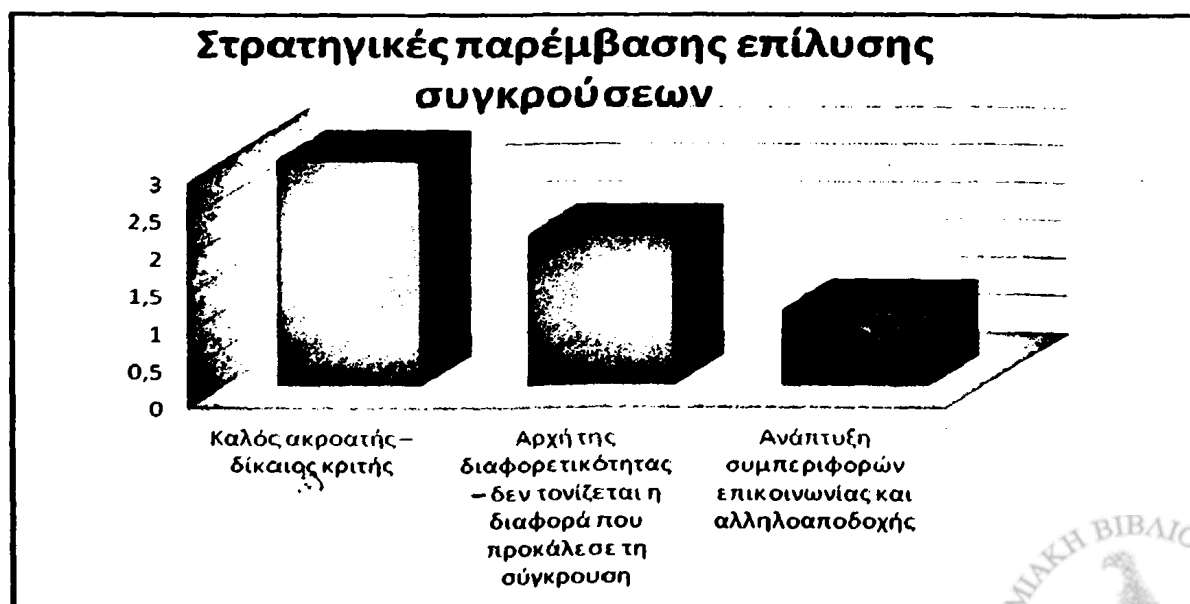 Στρατηγικές παρέμβασης επίλυσης
συγκρούσεων
3
2,5
2
1,5
1
0,5
0
Καλός ακροατής –
δίκαιος κριτής
Αρχή της
διαφορετικότητας
– δεν τονίζεται η
διαφορά που
προκάλεσε τη
σύγκρουση
Ανάπτυξη
συμπεριφορών
επικοινωνίας και
αλληλοαποδοχής